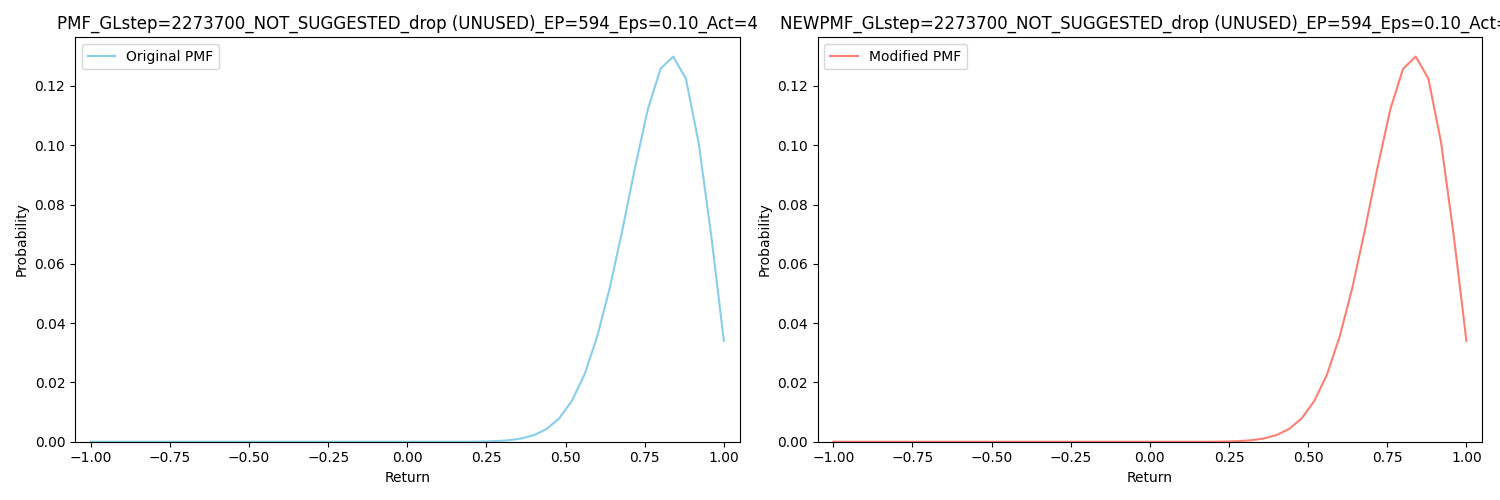 PMF_GLstep=2273700_NOT_SUGGESTED_drop (UNUSED)_EP=594_Eps=0.10_Act=4
Original PMF
Probability
0.12
0.10
0.08
0.06
0.04
0.02
0.00
−1.00 −0.75 −0.50 −0.25 0.00 0.25 0.50 0.75 1.00
Return
NEWPMF_GLstep=2273700_NOT_SUGGESTED_drop (UNUSED)_EP=594_Eps=0.10_Act=
Modified PMF
Probability
0.12
0.10
0.08
0.06
0.04
0.02
0.00
−1.00 −0.75 −0.50 −0.25 0.00 0.25 0.50 0.75 1.00
Return